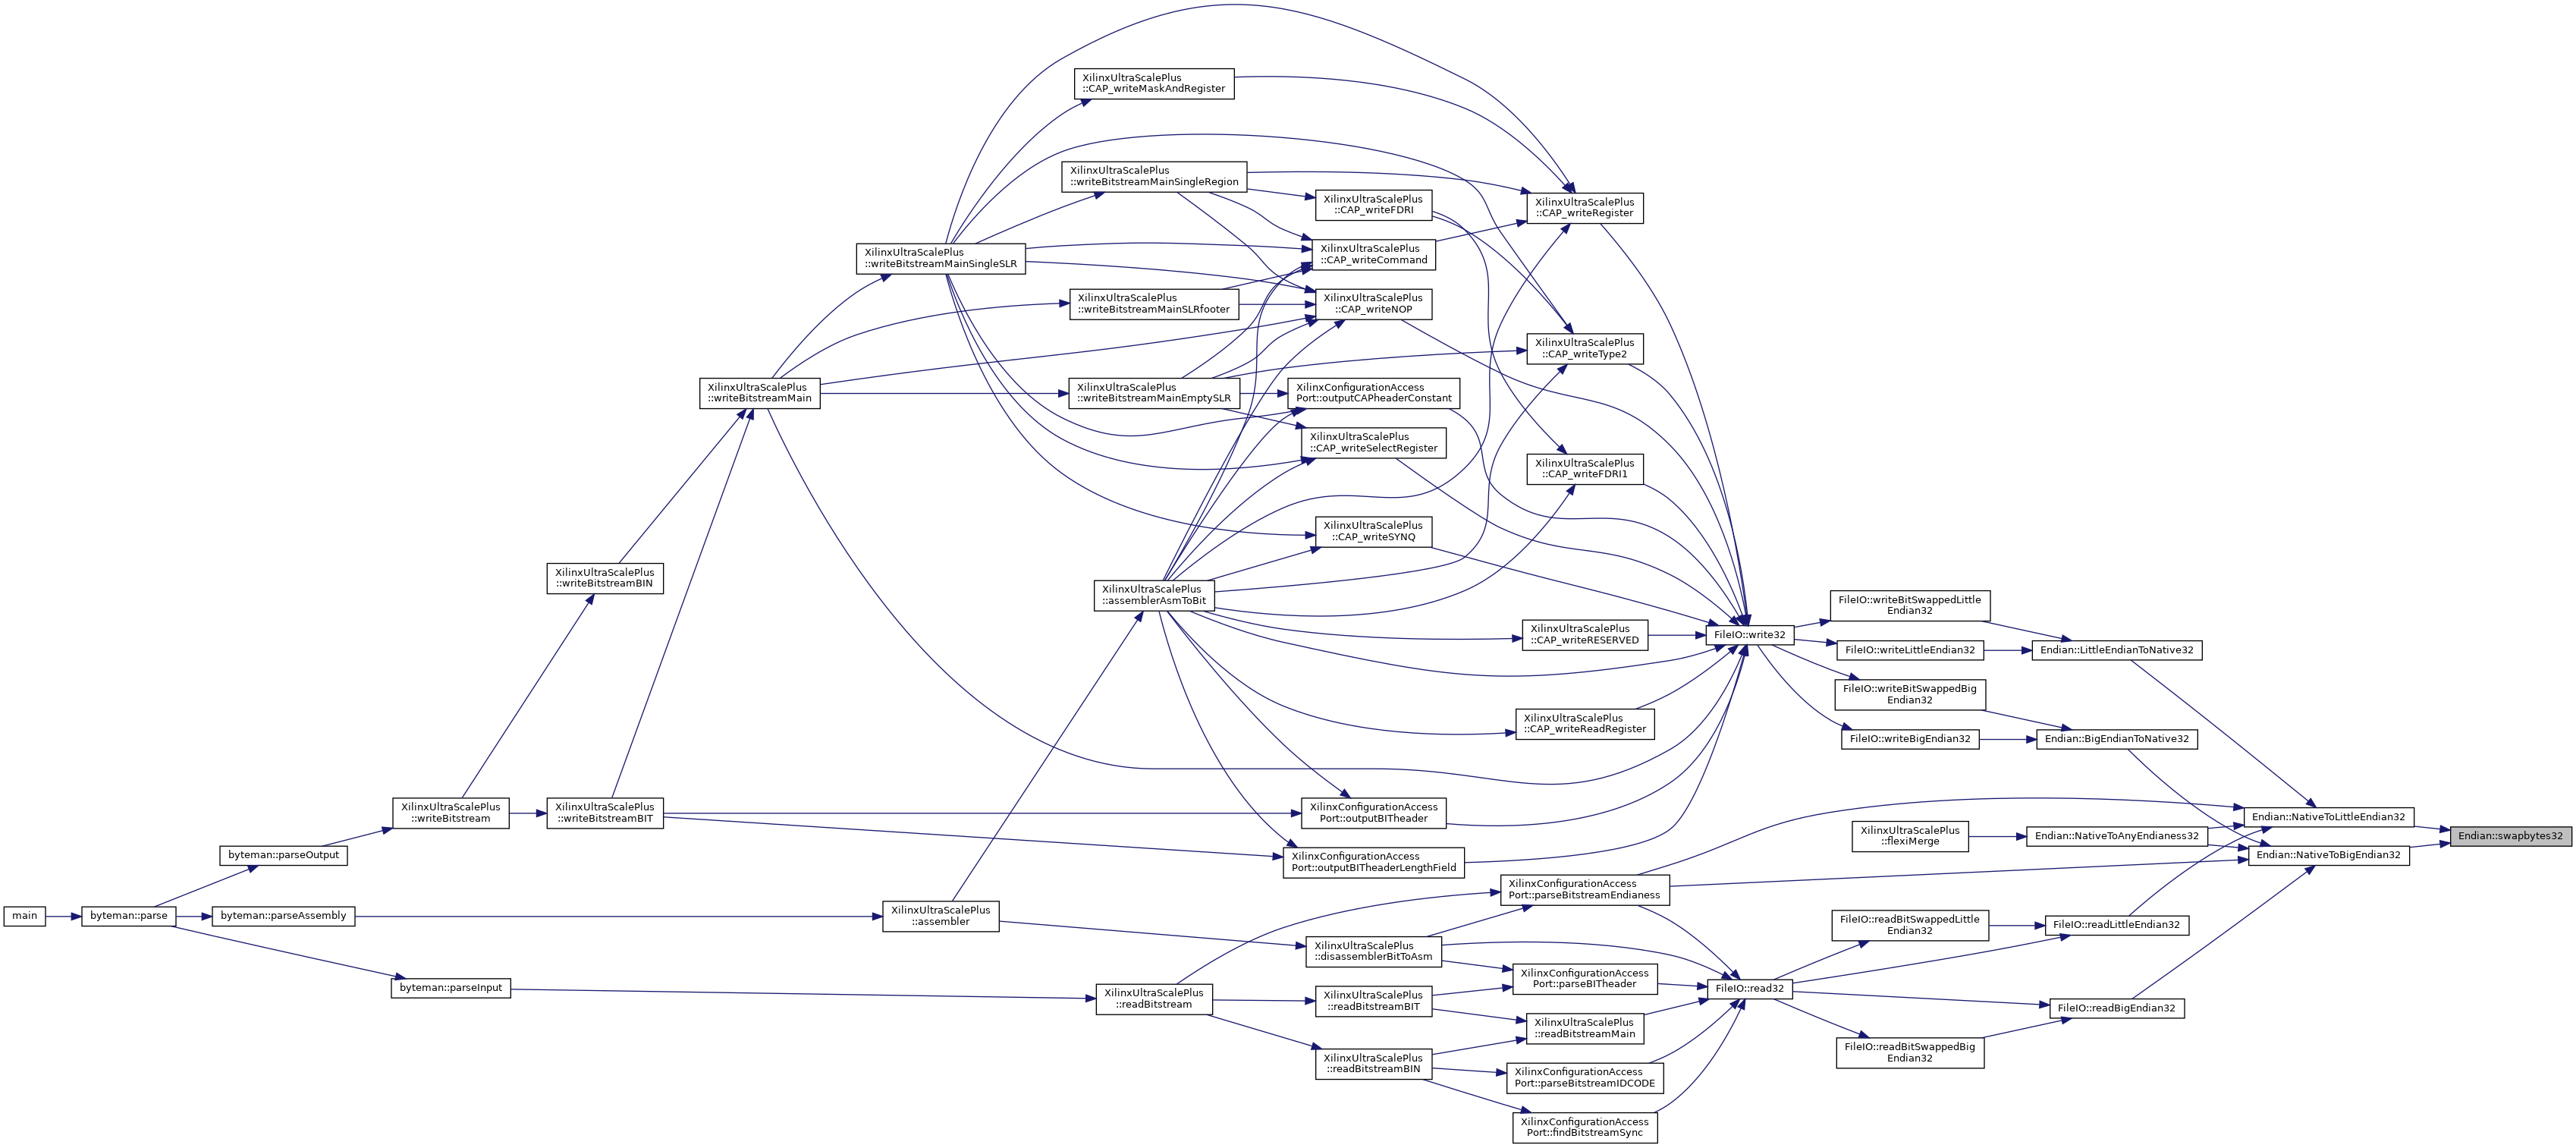 XilinxUltraScalePlus
::CAP_writeMaskAndRegister
XilinxUltraScalePlus
::writeBitstreamMainSingleRegion
XilinxUltraScalePlus
::CAP_writeFDRI
XilinxUltraScalePlus
::CAP_writeRegister
XilinxUltraScalePlus
::writeBitstreamMainSingleSLR
XilinxUltraScalePlus
::CAP_writeCommand
XilinxUltraScalePlus
::writeBitstreamMainSLRfooter
XilinxUltraScalePlus
::CAP_writeNOP
XilinxUltraScalePlus
::CAP_writeType2
XilinxUltraScalePlus
::writeBitstreamMain
XilinxUltraScalePlus
::writeBitstreamMainEmptySLR
XilinxConfigurationAccess
Port::outputCAPheaderConstant
XilinxUltraScalePlus
::CAP_writeSelectRegister
XilinxUltraScalePlus
::CAP_writeFDRI1
XilinxUltraScalePlus
::CAP_writeSYNQ
XilinxUltraScalePlus
::writeBitstreamBIN
XilinxUltraScalePlus
::assemblerAsmToBit
FileIO::writeBitSwappedLittle
Endian32
XilinxUltraScalePlus
::CAP_writeRESERVED
FileIO::write32
FileIO::writeLittleEndian32
Endian::LittleEndianToNative32
FileIO::writeBitSwappedBig
Endian32
XilinxUltraScalePlus
::CAP_writeReadRegister
FileIO::writeBigEndian32
Endian::BigEndianToNative32
XilinxUltraScalePlus
::writeBitstream
XilinxUltraScalePlus
::writeBitstreamBIT
XilinxConfigurationAccess
Port::outputBITheader
Endian::NativeToLittleEndian32
XilinxUltraScalePlus
::flexiMerge
Endian::NativeToAnyEndianess32
Endian::swapbytes32
byteman::parseOutput
XilinxConfigurationAccess
Port::outputBITheaderLengthField
Endian::NativeToBigEndian32
XilinxConfigurationAccess
Port::parseBitstreamEndianess
main
byteman::parse
byteman::parseAssembly
XilinxUltraScalePlus
::assembler
FileIO::readBitSwappedLittle
Endian32
FileIO::readLittleEndian32
XilinxUltraScalePlus
::disassemblerBitToAsm
XilinxConfigurationAccess
Port::parseBITheader
byteman::parseInput
FileIO::read32
XilinxUltraScalePlus
::readBitstream
XilinxUltraScalePlus
::readBitstreamBIT
FileIO::readBigEndian32
XilinxUltraScalePlus
::readBitstreamMain
FileIO::readBitSwappedBig
Endian32
XilinxUltraScalePlus
::readBitstreamBIN
XilinxConfigurationAccess
Port::parseBitstreamIDCODE
XilinxConfigurationAccess
Port::findBitstreamSync